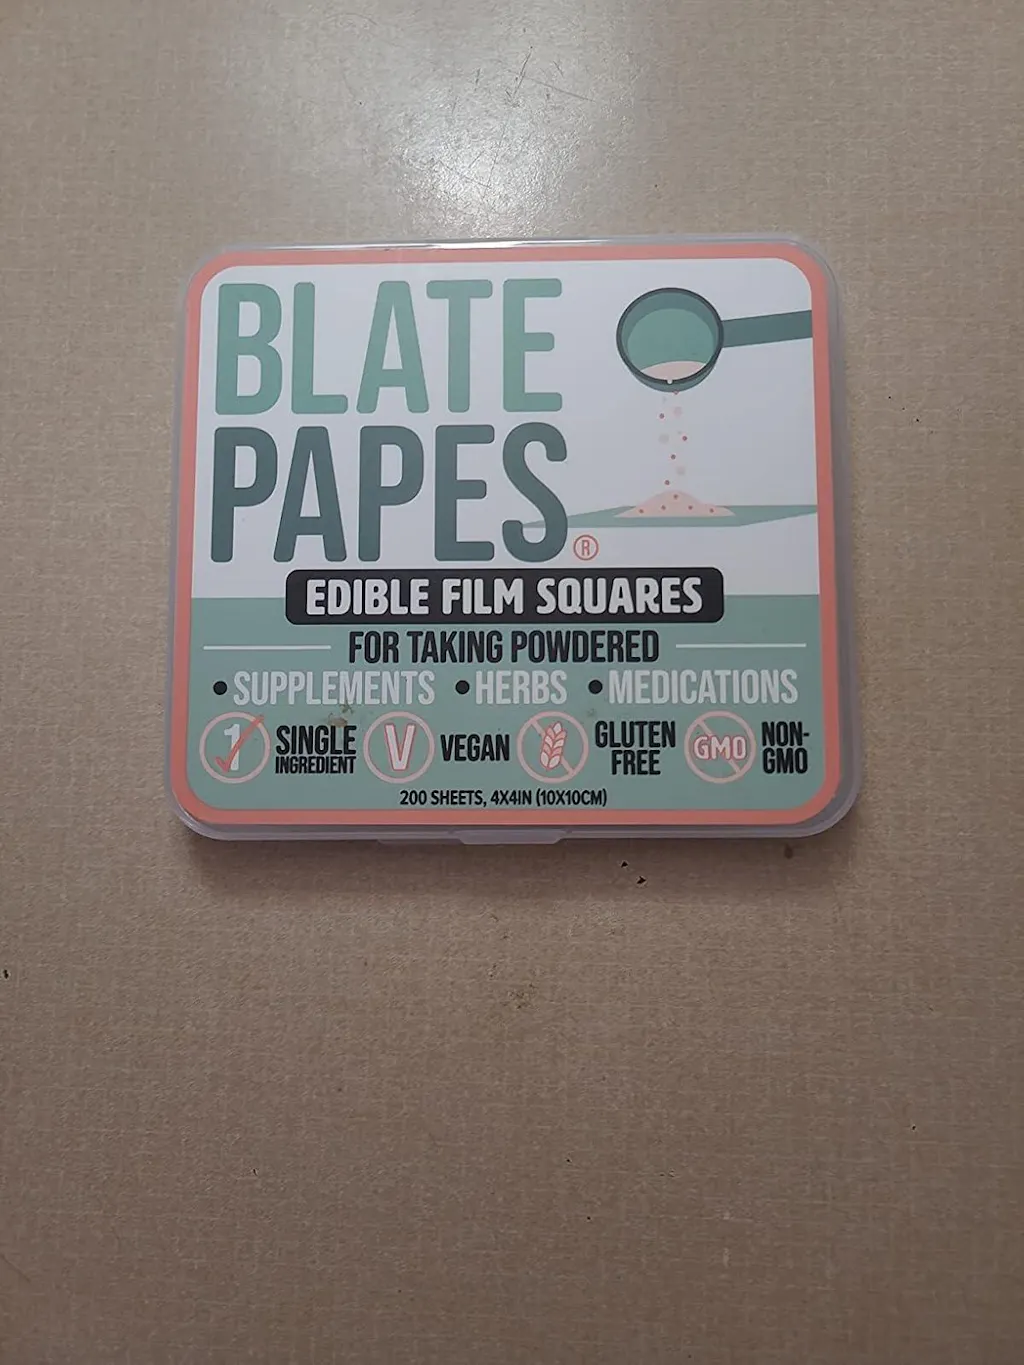 BLATE
PAPES®
EDIBLE FILM SQUARES
FOR TAKING POWDERED
•SUPPLEMENTS •HERBS •MEDICATIONS
1 SINGLE INGREDIENT V VEGAN GLUTEN FREE GMO NON-GMO
200 SHEETS, 4X4IN (10X10CM)